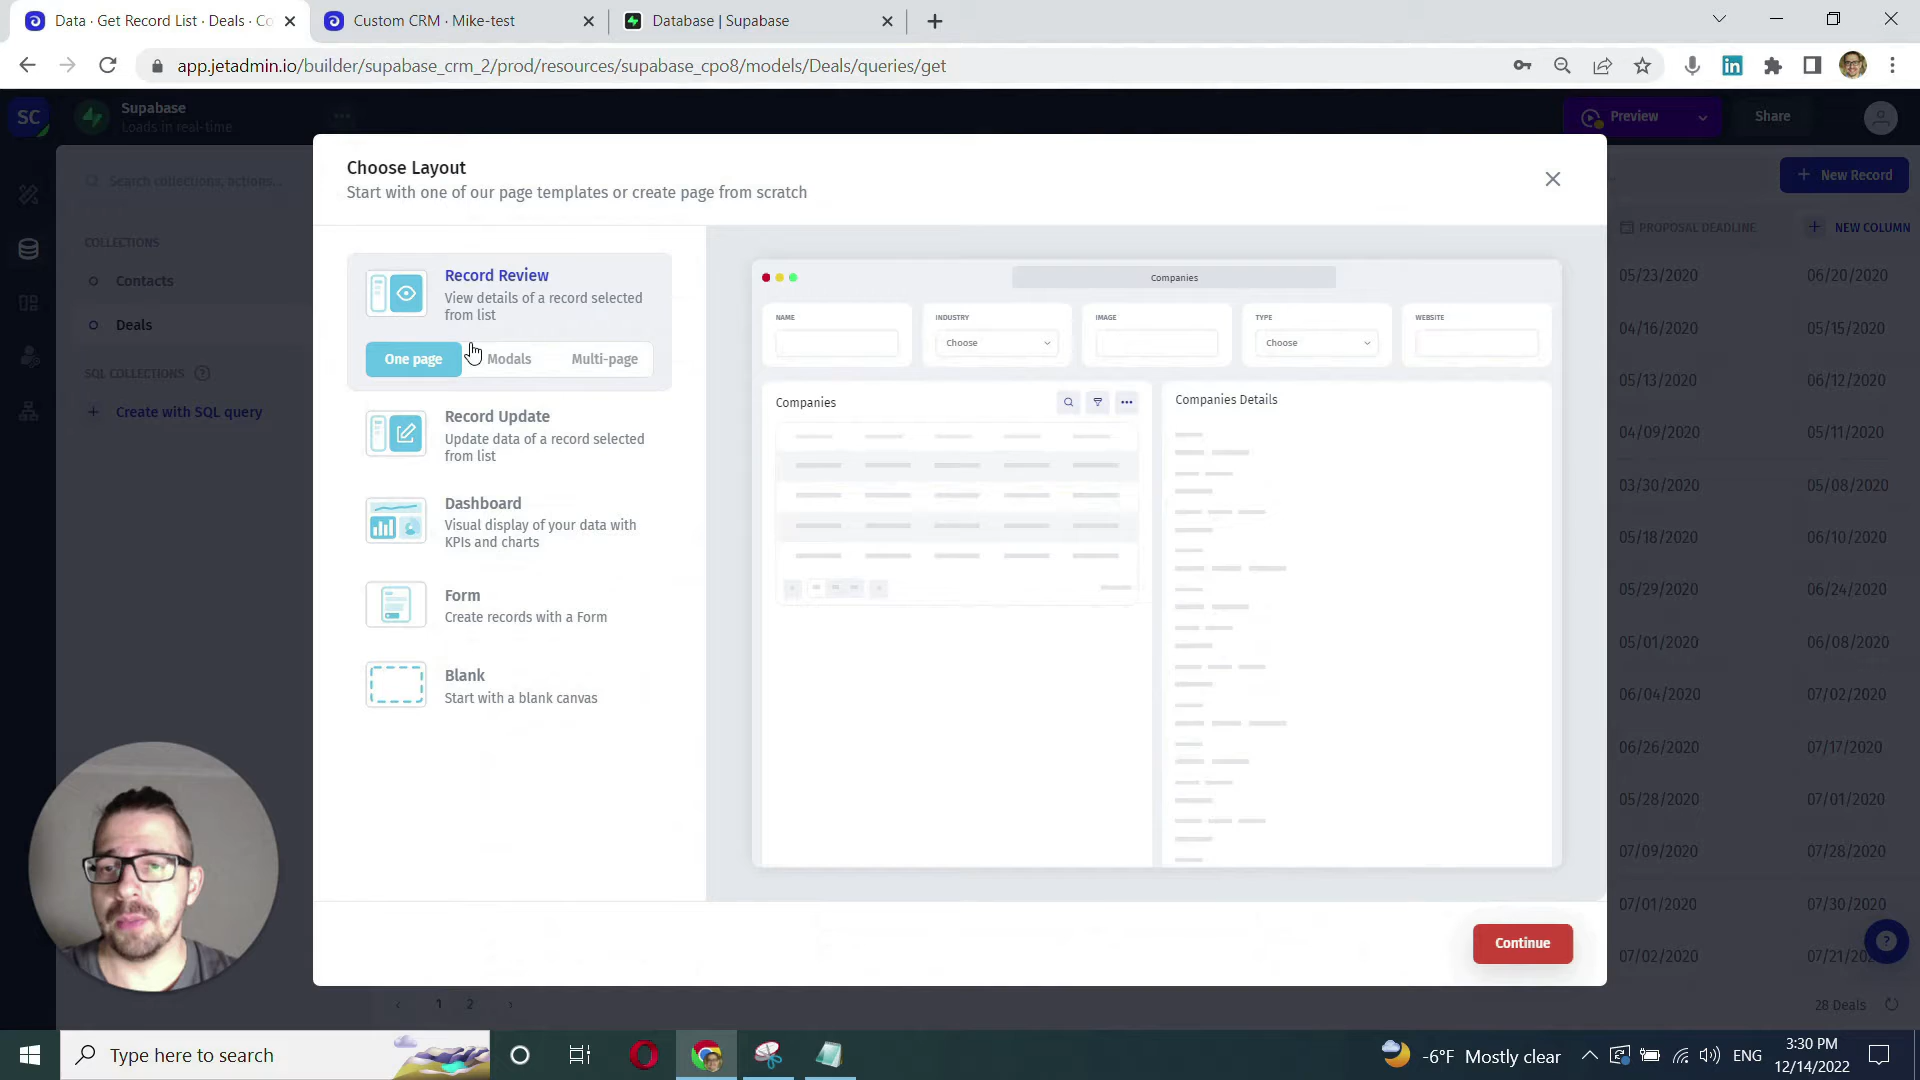 Data · Get Record List · Deals · Co
Custom CRM · Mike-test
Database | Supabase
app.jetadmin.io/builder/supabase_crm_2/prod/resources/supabase_cpo8/models/Deals/queries/get
SC
Supabase
Loads in real-time
Preview
Share
Choose Layout
Start with one of our page templates or create page from scratch
Search collections, actions...
New Record
COLLECTIONS
Contacts
Deals
SQL COLLECTIONS
Create with SQL query
PROPOSAL DEADLINE
NEW COLUMN
Record Review
View details of a record selected
from list
One page
Modals
Multi-page
Record Update
Update data of a record selected
from list
Dashboard
Visual display of your data with
KPIs and charts
Form
Create records with a Form
Blank
Start with a blank canvas
Companies
NAME
INDUSTRY
Choose
IMAGE
TYPE
Choose
WEBSITE
Companies
Companies Details
Continue
05/23/2020 06/20/2020
04/16/2020 05/15/2020
05/13/2020 06/12/2020
04/09/2020 05/11/2020
03/30/2020 05/08/2020
05/18/2020 06/10/2020
05/29/2020 06/24/2020
05/01/2020 06/08/2020
06/04/2020 07/02/2020
06/26/2020 07/17/2020
05/28/2020 07/01/2020
07/09/2020 07/28/2020
07/01/2020 07/30/2020
07/02/2020 07/21/20
1 2
28 Deals
Type here to search
-6°F Mostly clear
ENG
3:30 PM
12/14/2022